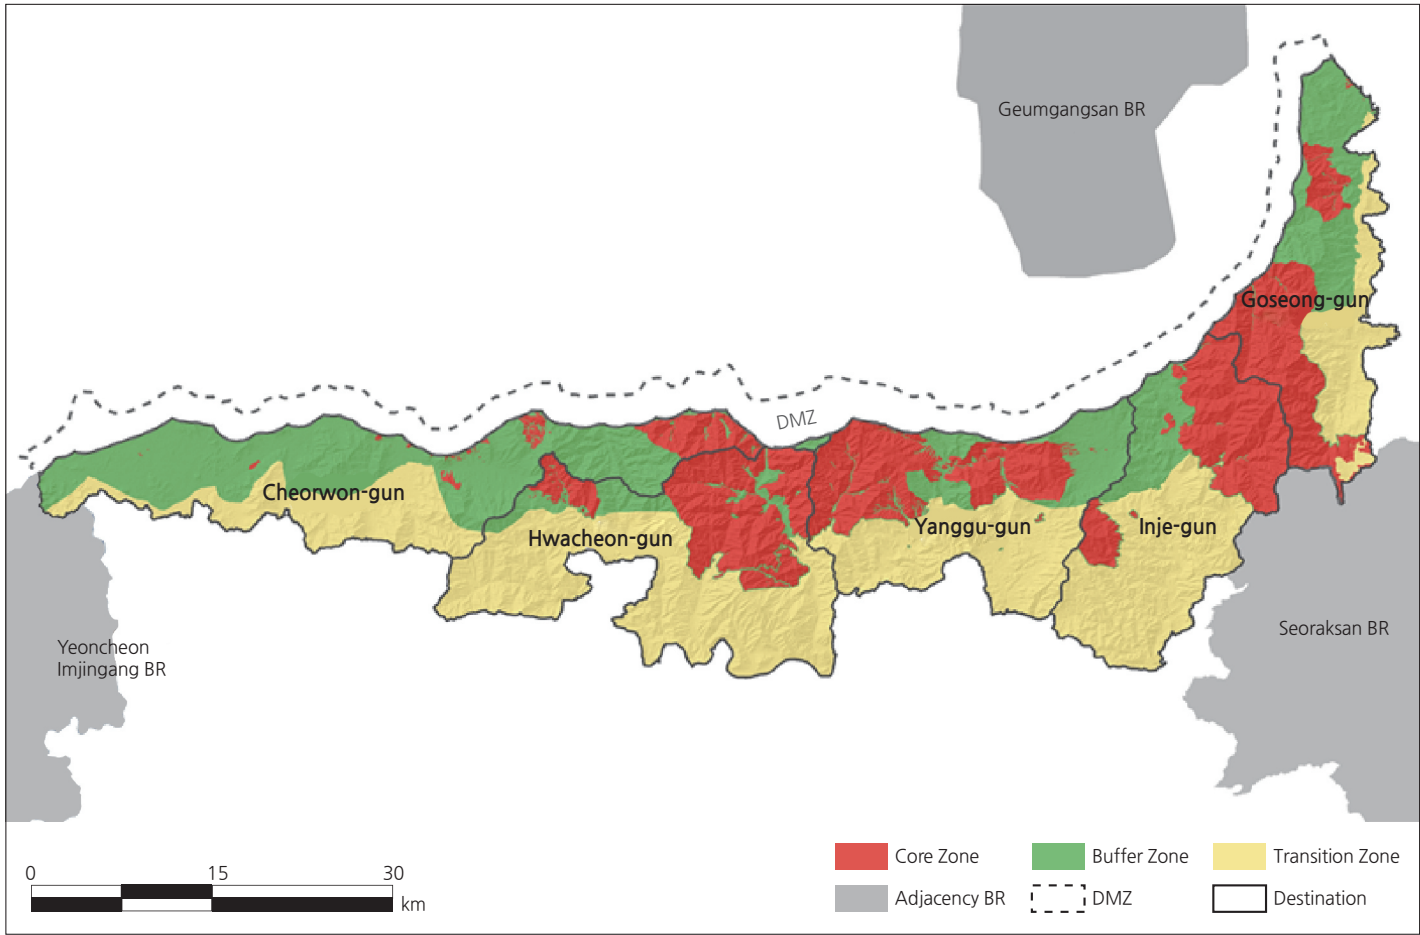 Geumgangsan BR
Goseong-gun
DMZ
Cheorwon-gun
Hwacheon-gun
Yanggu-gun
Inje-gun
Seoraksan BR
Yeoncheon
Imjingang BR
0 15 30
km
Core Zone Buffer Zone Transition Zone
Adjacency BR DMZ Destination